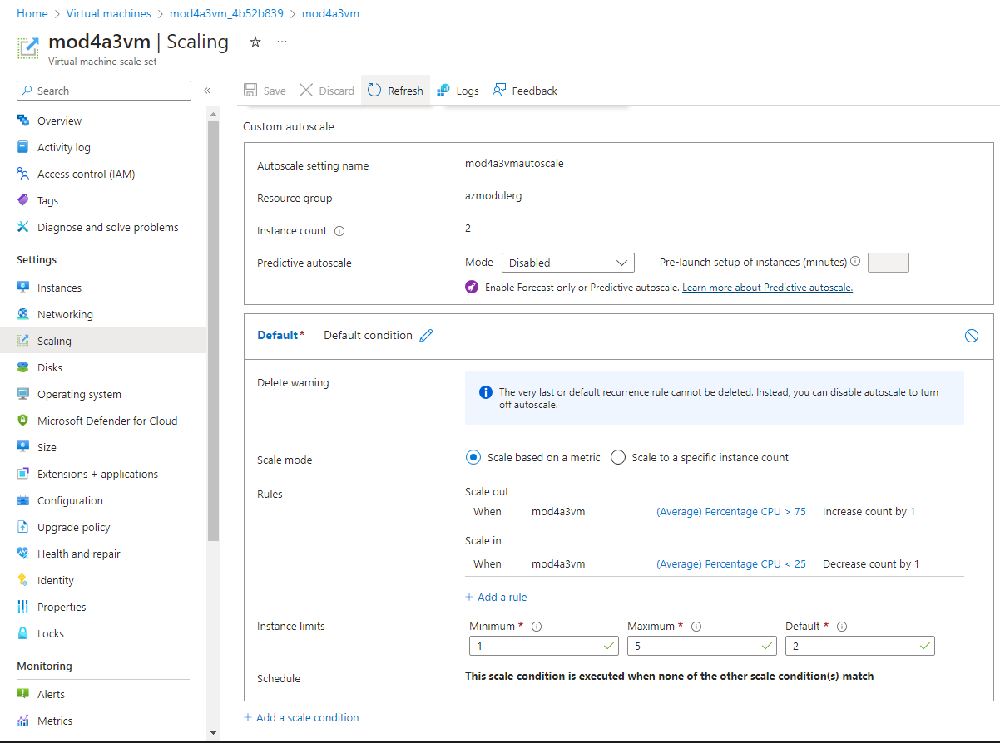 Home > Virtual machines > mod4a3vm_4b52b839 > mod4a3vm
mod4a3vm | Scaling
Virtual machine scale set
Search
Save Discard Refresh Logs Feedback
Overview
Activity log
Access control (IAM)
Tags
Diagnose and solve problems
Settings
Instances
Networking
Scaling
Disks
Operating system
Microsoft Defender for Cloud
Size
Extensions + applications
Configuration
Upgrade policy
Health and repair
Identity
Properties
Locks
Monitoring
Alerts
Metrics
Custom autoscale
Autoscale setting name mod4a3vmautoscale
Resource group azmodulerg
Instance count 2
Predictive autoscale Mode Disabled Pre-launch setup of instances (minutes)
Enable Forecast only or Predictive autoscale. Learn more about Predictive autoscale.
Default* Default condition
Delete warning
The very last or default recurrence rule cannot be deleted. Instead, you can disable autoscale to turn
off autoscale.
Scale mode Scale based on a metric Scale to a specific instance count
Rules
Scale out
When mod4a3vm (Average) Percentage CPU > 75 Increase count by 1
Scale in
When mod4a3vm (Average) Percentage CPU < 25 Decrease count by 1
+ Add a rule
Instance limits
Minimum * Maximum * Default *
1 5 2
Schedule This scale condition is executed when none of the other scale condition(s) match
+ Add a scale condition